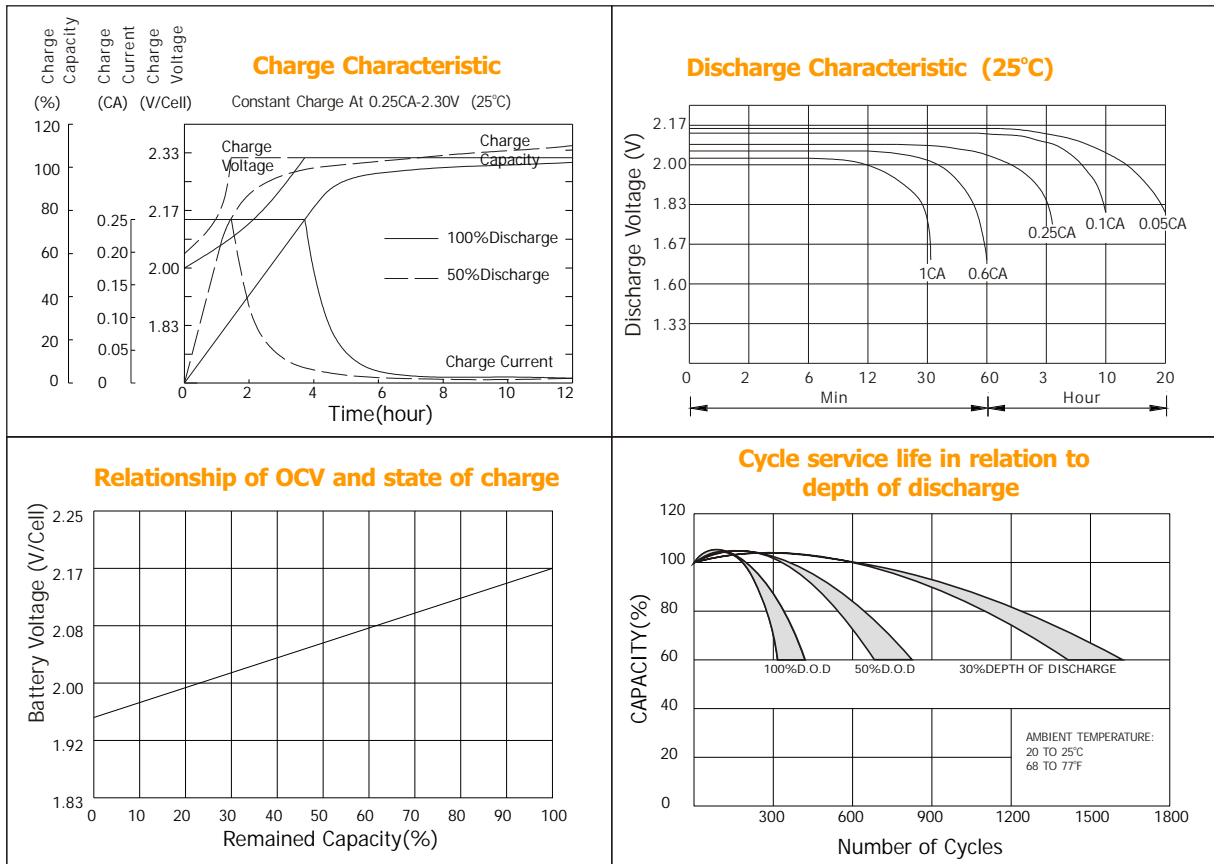 Charge Characteristic
Constant Charge At 0.25CA-2.30V (25°C)
Charge Capacity
Charge Current
Charge Voltage
(%)
(CA)
(V/Cell)
120
100
80
60
40
20
0
0.25
0.20
0.15
0.10
0.05
0
2.33
2.17
2.00
1.83
Charge
Voltage
Charge
Capacity
100%Discharge
50%Discharge
Charge Current
0 2 4 6 8 10 12
Time(hour)
Discharge Characteristic (25°C)
Discharge Voltage (V)
2.17
2.00
1.83
1.67
1.60
1.33
1CA
0.6CA
0.25CA
0.1CA
0.05CA
0 2 6 12 30 60 3 10 20
Min
Hour
Relationship of OCV and state of charge
Battery Voltage (V/Cell)
2.25
2.17
2.08
2.00
1.92
1.83
0 10 20 30 40 50 60 70 80 90 100
Remained Capacity(%)
Cycle service life in relation to
depth of discharge
CAPACITY(%)
120
100
80
60
40
20
0
100%D.O.D
50%D.O.D
30%DEPTH OF DISCHARGE
AMBIENT TEMPERATURE:
20 TO 25°C
68 TO 77°F
300 600 900 1200 1500 1800
Number of Cycles